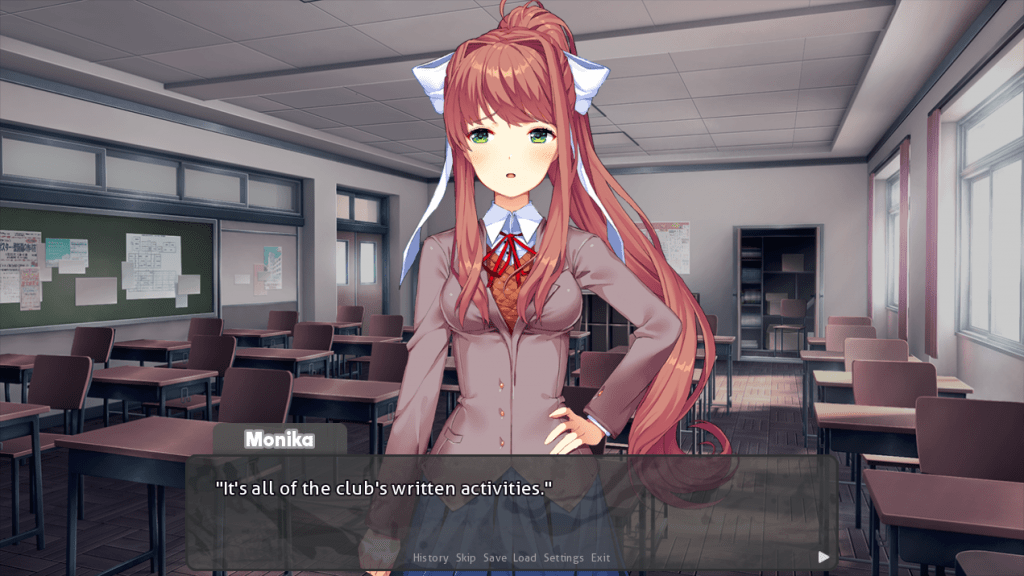 Monika
"It's all of the club's written activities."
History Skip Save Load Settings Exit